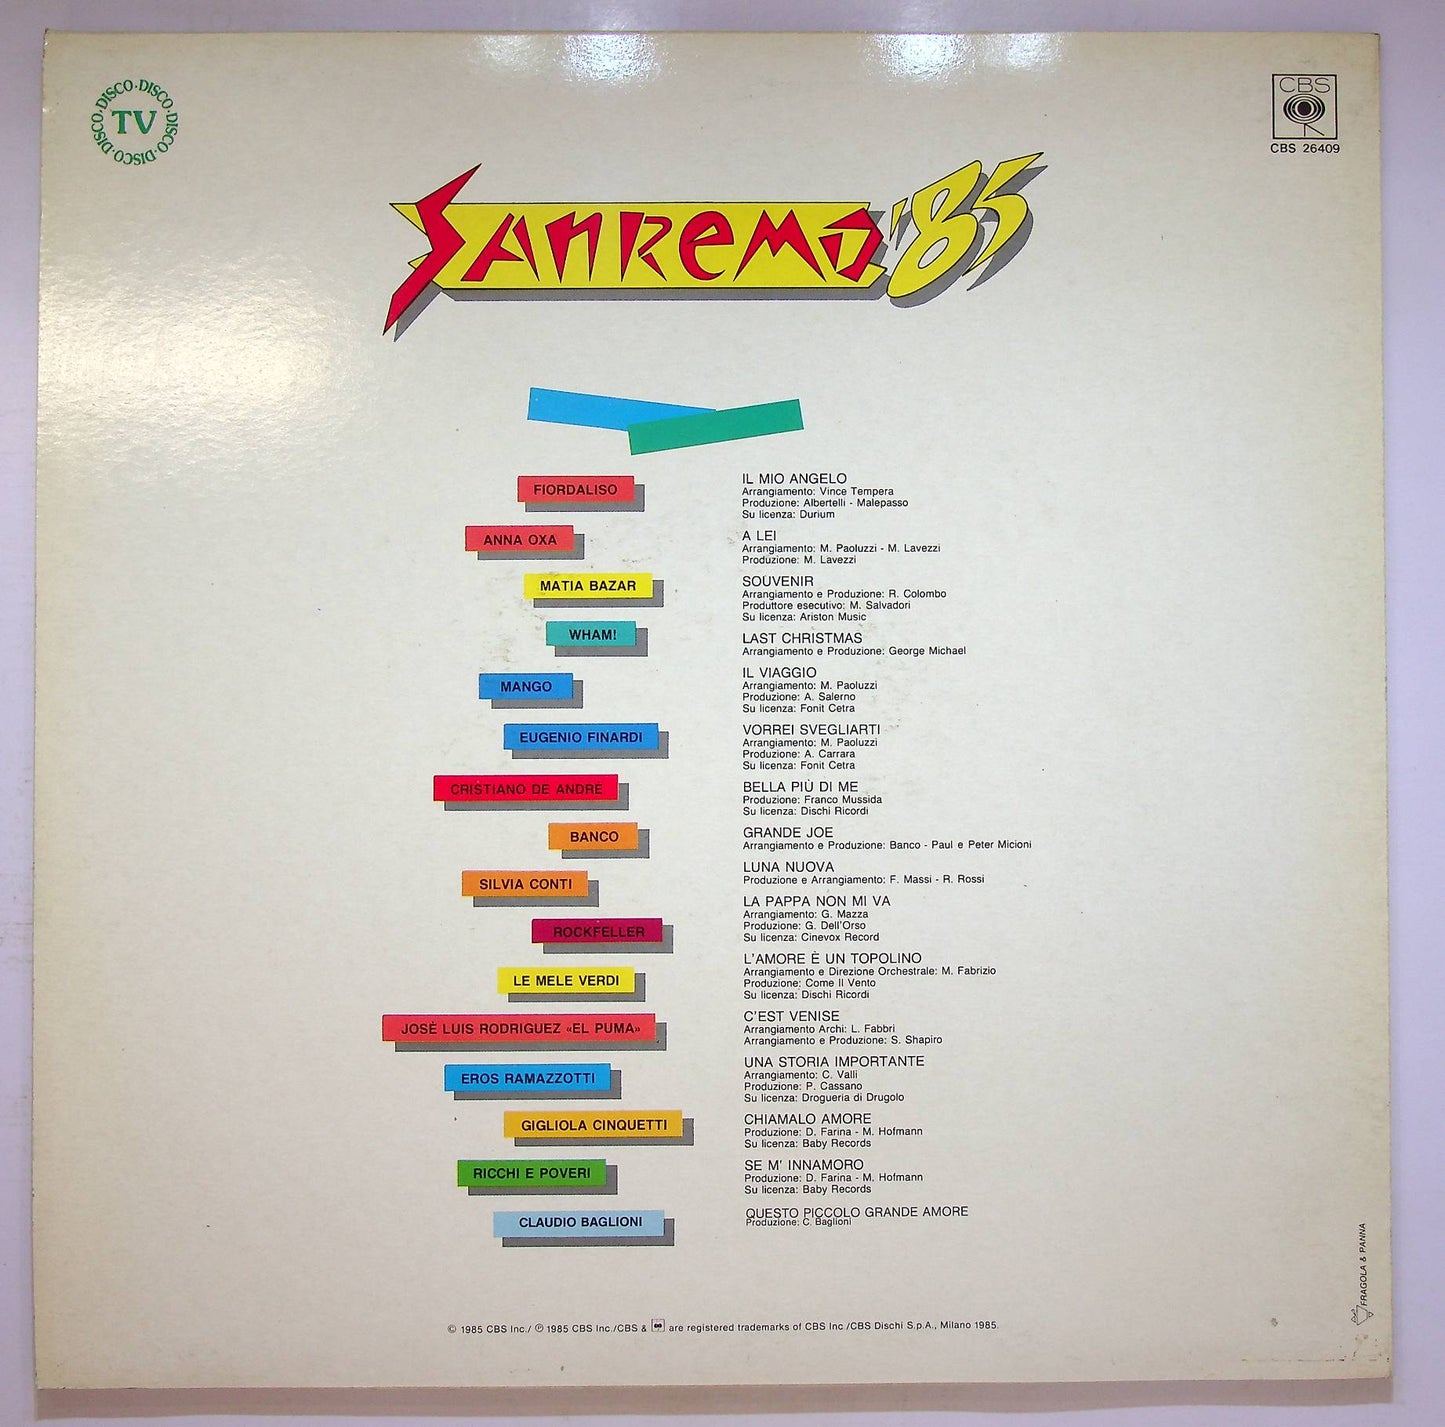 DISCO·DISCO·DISCO·DISCO·DISCO·
TV
CBS
CBS 26409
SANREMO '85
FIORDALISO
IL MIO ANGELO
Arrangiamento: Vince Tempera
Produzione: Albertelli - Malepasso
Su licenza: Durium
ANNA OXA
A LEI
Arrangiamento: M. Paoluzzi - M. Lavezzi
Produzione: M. Lavezzi
MATIA BAZAR
SOUVENIR
Arrangiamento e Produzione: R. Colombo
Produttore esecutivo: M. Salvadori
Su licenza: Ariston Music
WHAM!
LAST CHRISTMAS
Arrangiamento e Produzione: George Michael
MANGO
IL VIAGGIO
Arrangiamento: M. Paoluzzi
Produzione: A. Salerno
Su licenza: Fonit Cetra
EUGENIO FINARDI
VORREI SVEGLIARTI
Arrangiamento: M. Paoluzzi
Produzione: A. Carrara
Su licenza: Fonit Cetra
CRISTIANO DE ANDRÈ
BELLA PIÙ DI ME
Produzione: Franco Mussida
Su licenza: Dischi Ricordi
BANCO
GRANDE JOE
Arrangiamento e Produzione: Banco - Paul e Peter Micioni
SILVIA CONTI
LUNA NUOVA
Produzione e Arrangiamento: F. Massi - R. Rossi
ROCKFELLER
LA PAPPA NON MI VA
Arrangiamento: G. Mazza
Produzione: G. Dell'Orso
Su licenza: Cinevox Record
LE MELE VERDI
L'AMORE È UN TOPOLINO
Arrangiamento e Direzione Orchestrale: M. Fabrizio
Produzione: Come Il Vento
Su licenza: Dischi Ricordi
JOSÈ LUIS RODRIGUEZ «EL PUMA»
C'EST VENISE
Arrangiamento Archi: L. Fabbri
Arrangiamento e Produzione: S. Shapiro
EROS RAMAZZOTTI
UNA STORIA IMPORTANTE
Arrangiamento: C. Valli
Produzione: P. Cassano
Su licenza: Drogueria di Drugolo
GIGLIOLA CINQUETTI
CHIAMALO AMORE
Produzione: D. Farina - M. Hofmann
Su licenza: Baby Records
RICCHI E POVERI
SE M' INNAMORO
Produzione: D. Farina - M. Hofmann
Su licenza: Baby Records
CLAUDIO BAGLIONI
QUESTO PICCOLO GRANDE AMORE
Produzione: C. Baglioni
FRAGOLA & PANNA
© 1985 CBS Inc./ ℗ 1985 CBS Inc./CBS & are registered trademarks of CBS Inc./CBS Dischi S.p.A., Milano 1985.